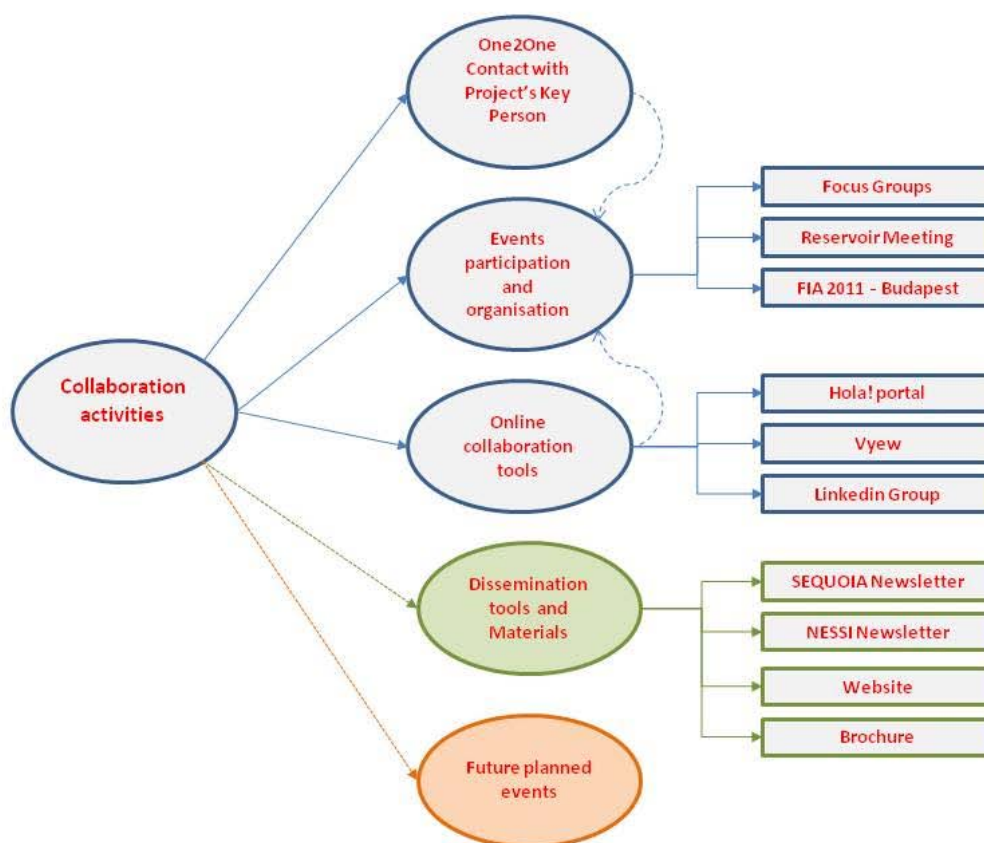 One2One
Contact with
Project's Key
Person
Events
participation
and
organisation
Focus Groups
Reservoir Meeting
FIA 2011 - Budapest
Collaboration
activities
Online
collaboration
tools
Hola! portal
Vyew
Linkedin Group
Dissemination
tools and
Materials
SEQUOIA Newsletter
NESSI Newsletter
Website
Brochure
Future planned
events